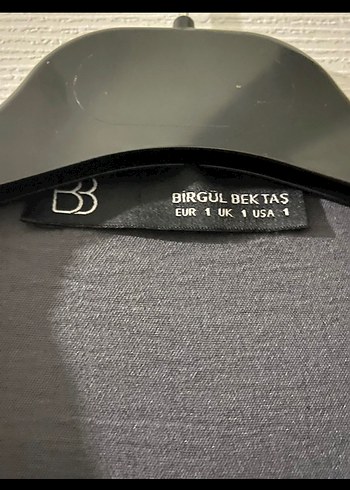 BB
BİRGÜL BEKTAŞ
EUR 1 UK 1 USA 1